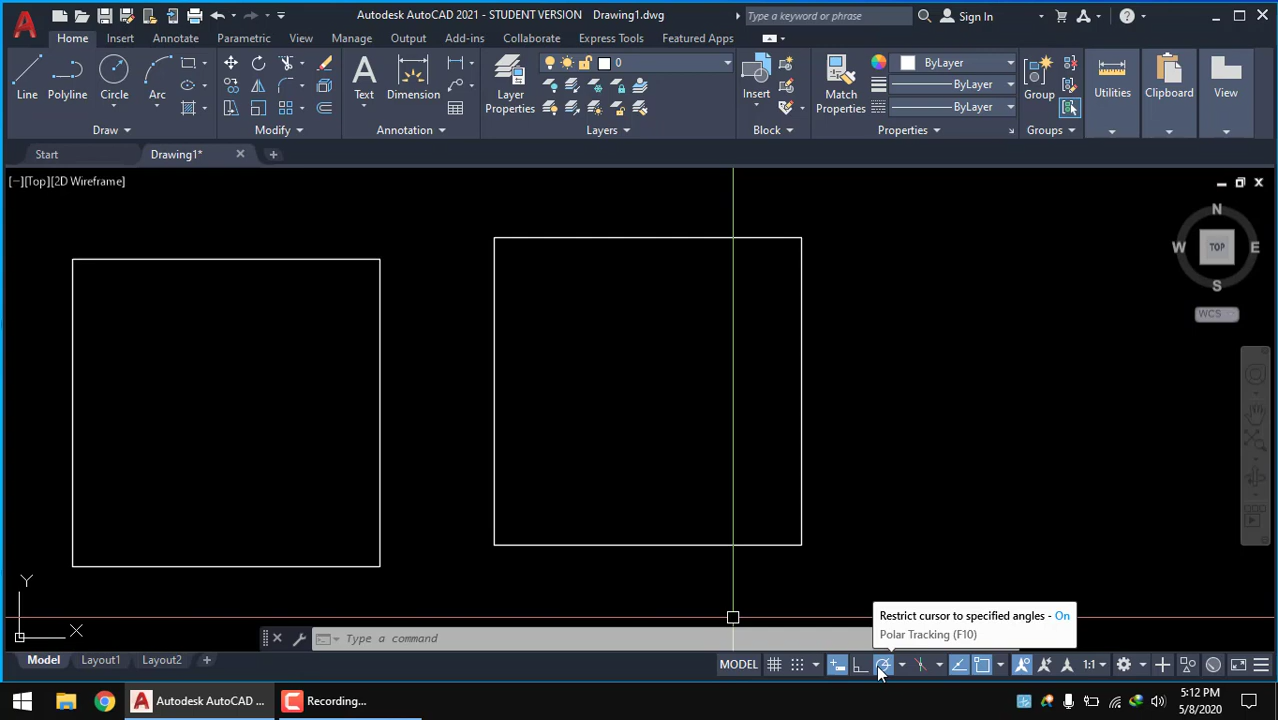 Autodesk AutoCAD 2021 - STUDENT VERSION Drawing1.dwg
Type a keyword or phrase
Sign In
Home Insert Annotate Parametric View Manage Output Add-ins Collaborate Express Tools Featured Apps
Line Polyline Circle Arc
Draw
Modify
Text Dimension
Annotation
Layer
Properties
0
Layers
Insert
Block
Match
Properties
ByLayer
ByLayer
ByLayer
Properties
Group
Groups
Utilities
Clipboard
View
Start Drawing1*
[−][Top][2D Wireframe]
N
W TOP E
S
WCS
Y
X
Restrict cursor to specified angles - On
Polar Tracking (F10)
Type a command
Model Layout1 Layout2 +
MODEL
1:1
Autodesk AutoCAD ...
Recording...
5:12 PM
5/8/2020